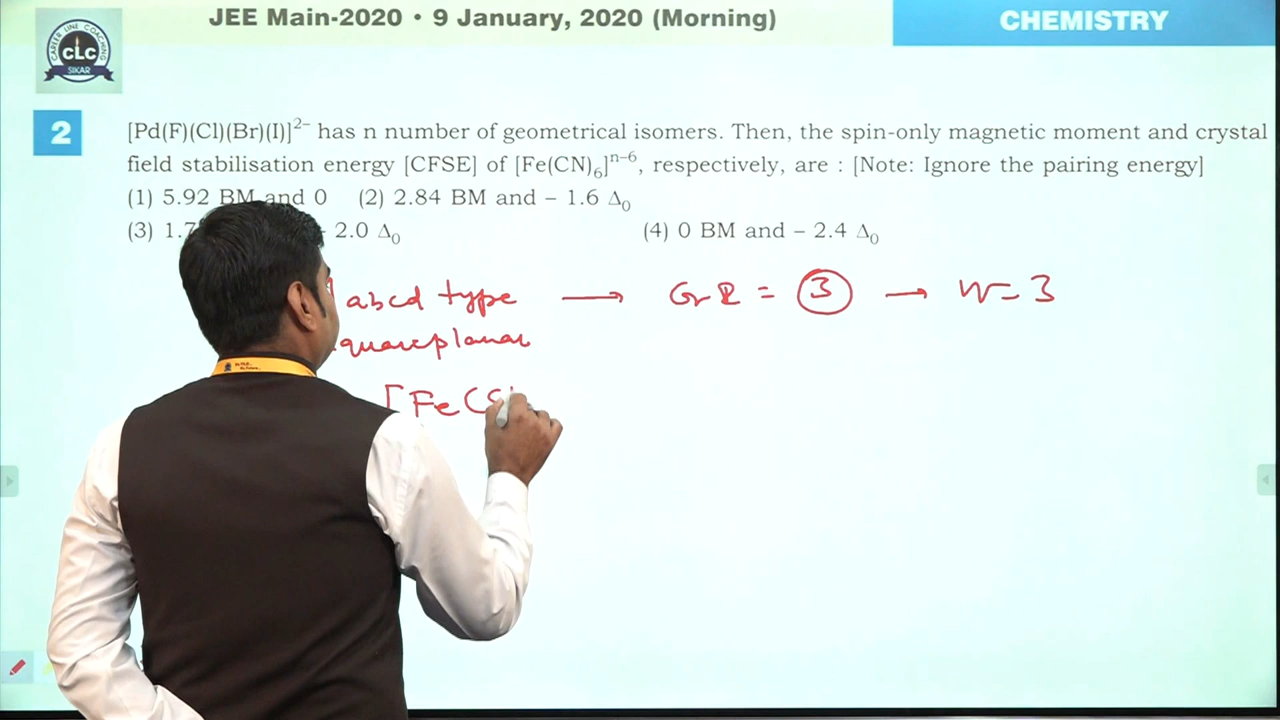 JEE Main-2020 • 9 January, 2020 (Morning)
CHEMISTRY
CAREER LINE COACHING
CLC
SIKAR
2
[Pd(F)(Cl)(Br)(I)]²⁻ has n number of geometrical isomers. Then, the spin-only magnetic moment and crystal
field stabilisation energy [CFSE] of [Fe(CN)₆]ⁿ⁻⁶, respectively, are : [Note: Ignore the pairing energy]
(1) 5.92 BM and 0 (2) 2.84 BM and – 1.6 Δ₀
(3) 1.7 – 2.0 Δ₀ (4) 0 BM and – 2.4 Δ₀
abcd type → = 3 → n = 3
quareplanar
[Fe(